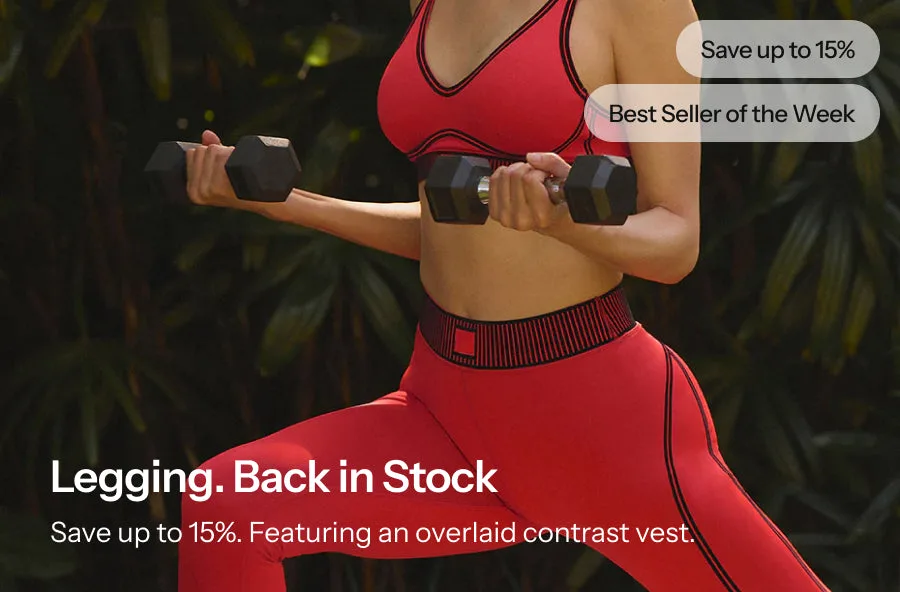 Save up to 15%
Best Seller of the Week
Legging. Back in Stock
Save up to 15%. Featuring an overlaid contrast vest.